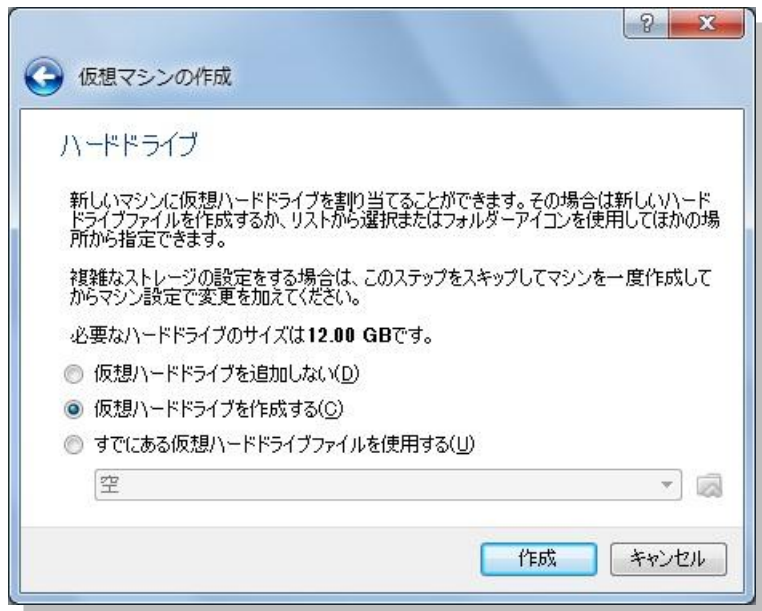 ?
X
仮想マシンの作成
ハードドライブ
新しいマシンに仮想ハードドライブを割り当てることができます。その場合は新しいハード
ドライブファイルを作成するか、リストから選択またはフォルダーアイコンを使用してほかの場
所から指定できます。
複雑なストレージの設定をする場合は、このステップをスキップしてマシンを一度作成して
からマシン設定で変更を加えてください。
必要なハードドライブのサイズは12.00 GBです。
仮想ハードドライブを追加しない(D)
仮想ハードドライブを作成する(C)
すでにある仮想ハードドライブファイルを使用する(U)
空
作成
キャンセル